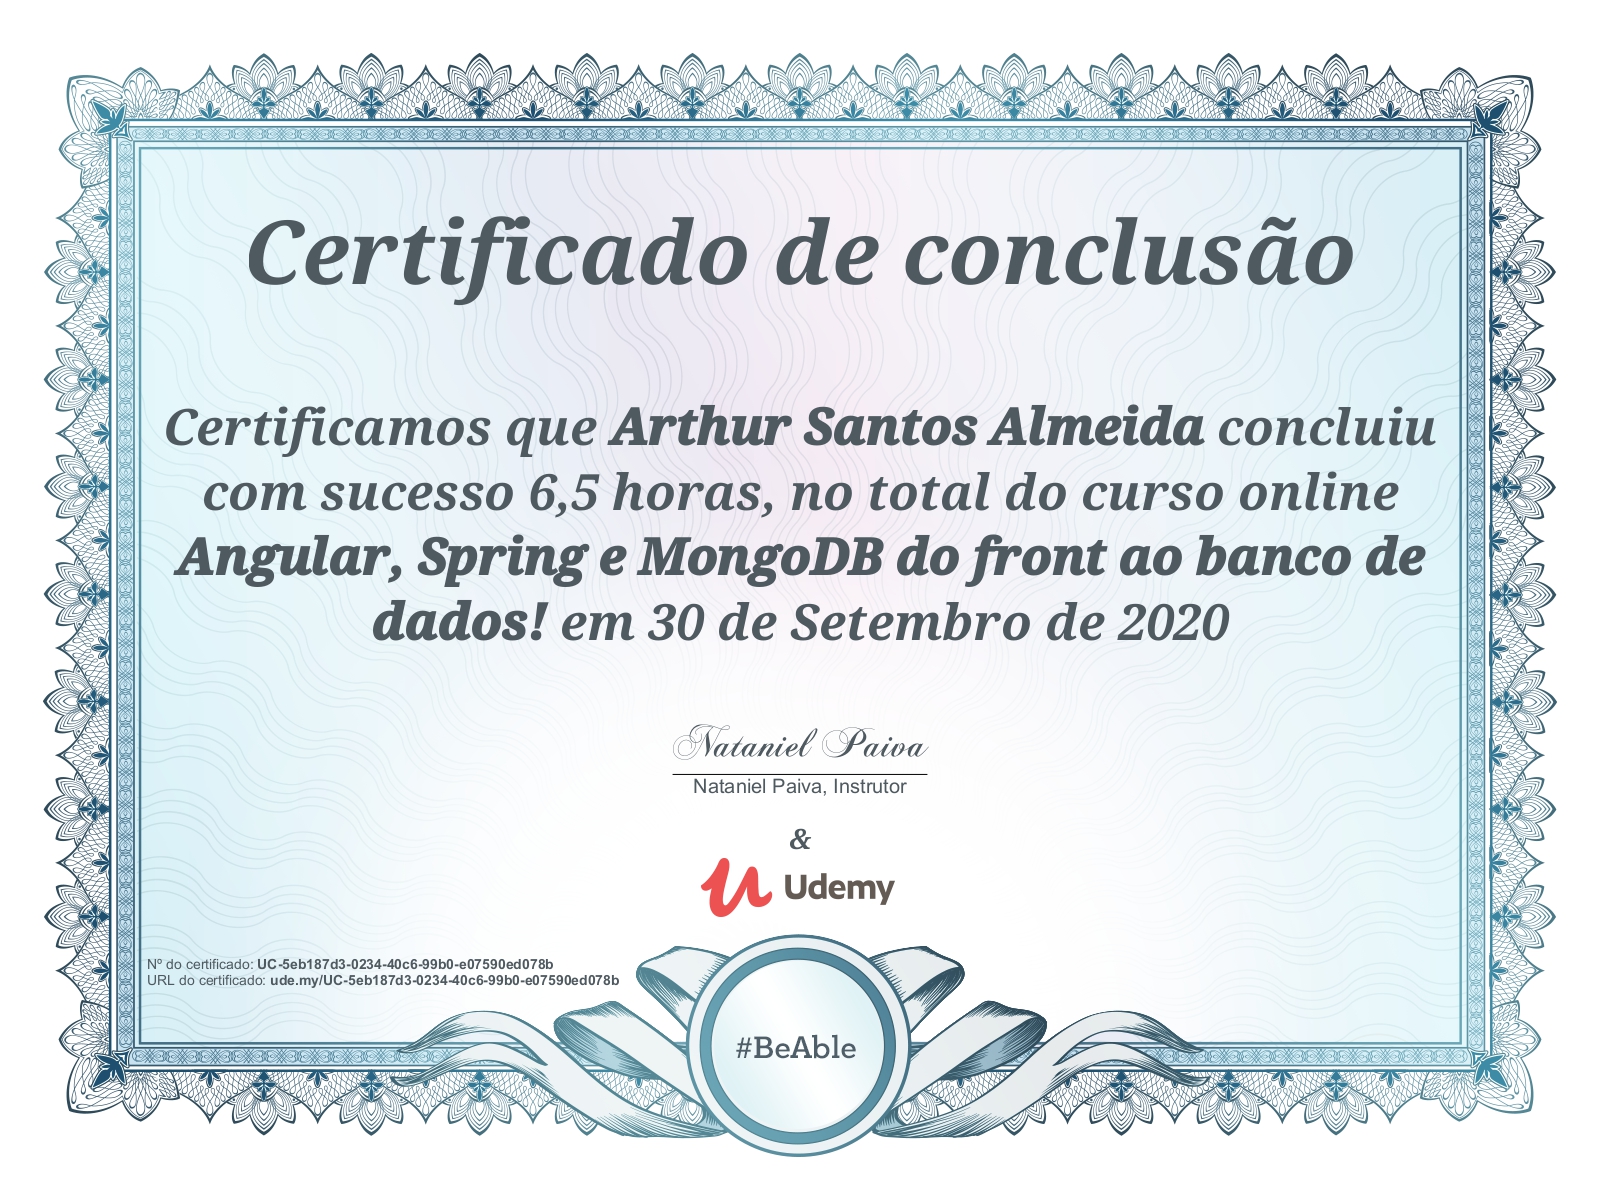 Certificado de conclusão
Certificamos que Arthur Santos Almeida concluiu
com sucesso 6,5 horas, no total do curso online
Angular, Spring e MongoDB do front ao banco de
dados! em 30 de Setembro de 2020
Nataniel Paiva
Nataniel Paiva, Instrutor
&
Udemy
Nº do certificado: UC-5eb187d3-0234-40c6-99b0-e07590ed078b
URL do certificado: ude.my/UC-5eb187d3-0234-40c6-99b0-e07590ed078b
#BeAble